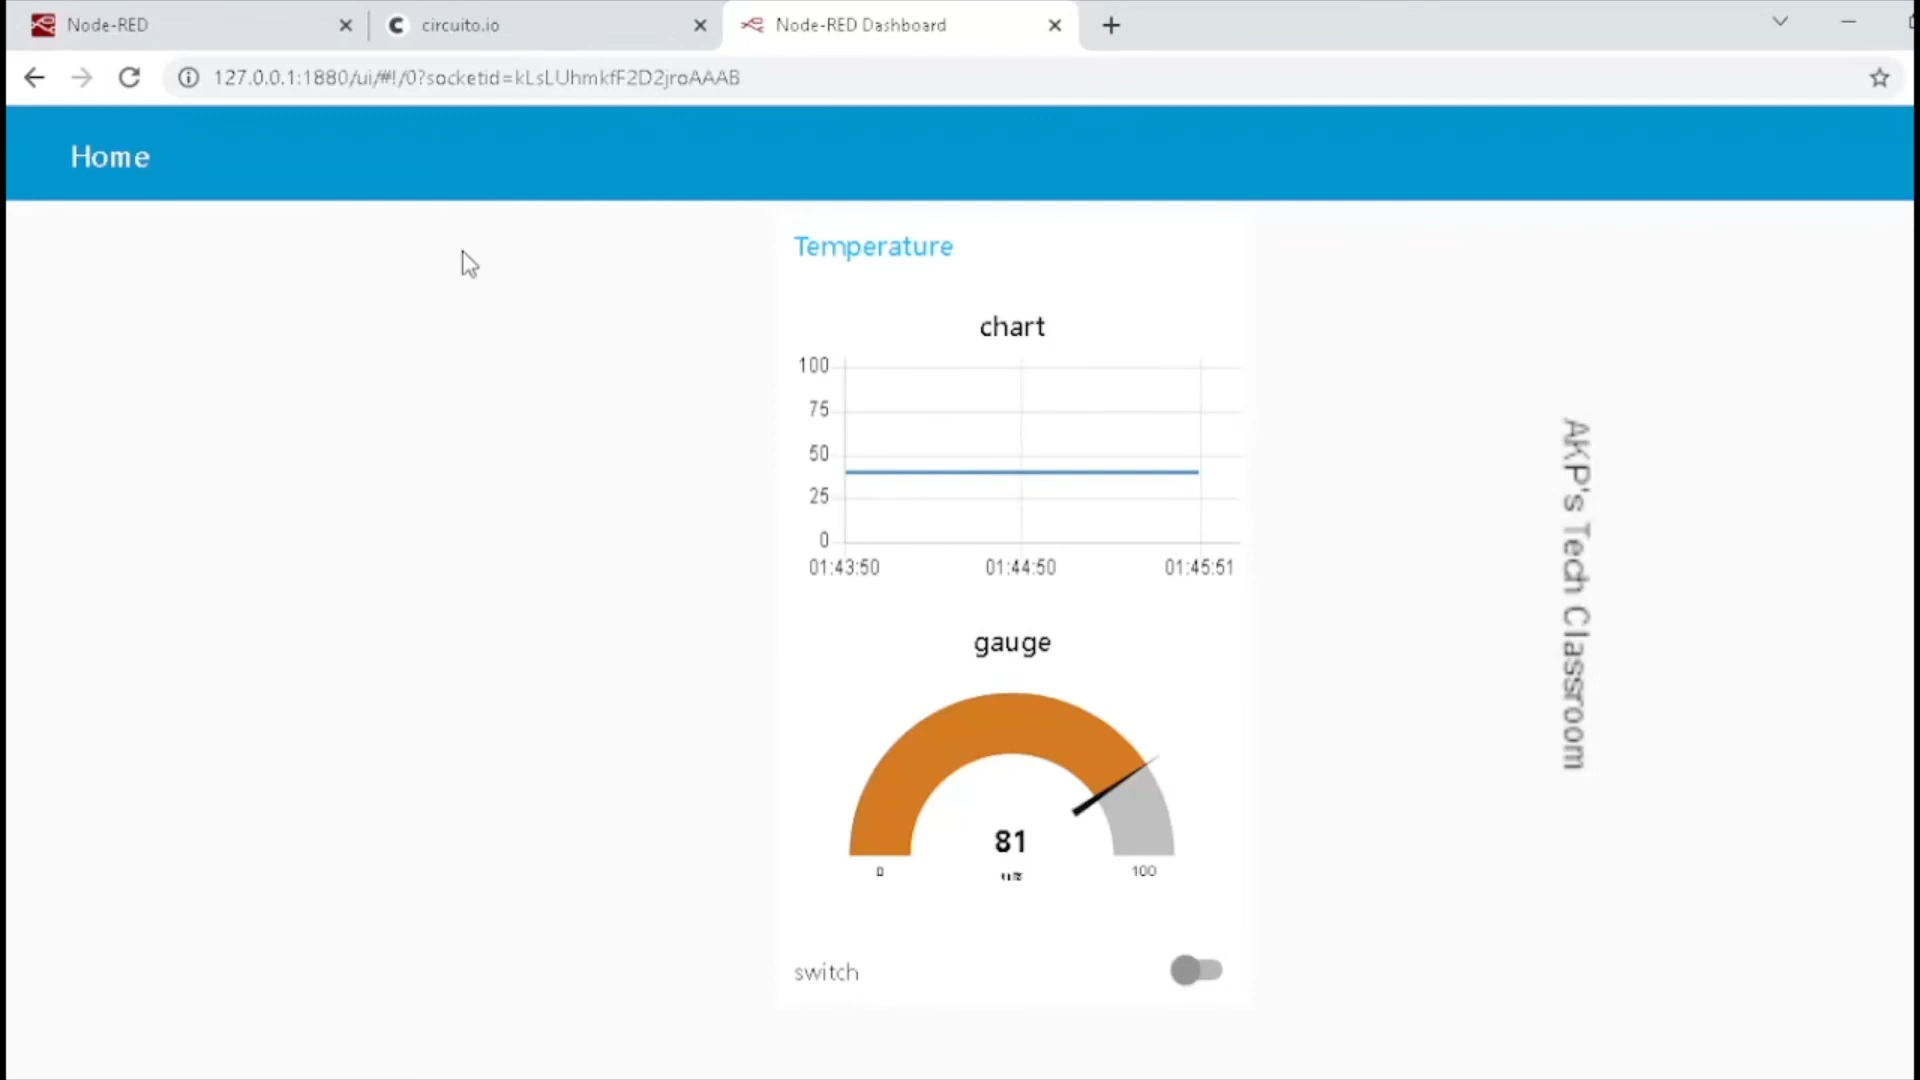 Node-RED
circuito.io
Node-RED Dashboard
127.0.0.1:1880/ui/#!/0?socketid=kLsLUhmkfF2D2jroAAAB
Home
Temperature
chart
100
75
50
25
0
01:43:50 01:44:50 01:45:51
gauge
81
0
100
switch
AKP's Tech Classroom